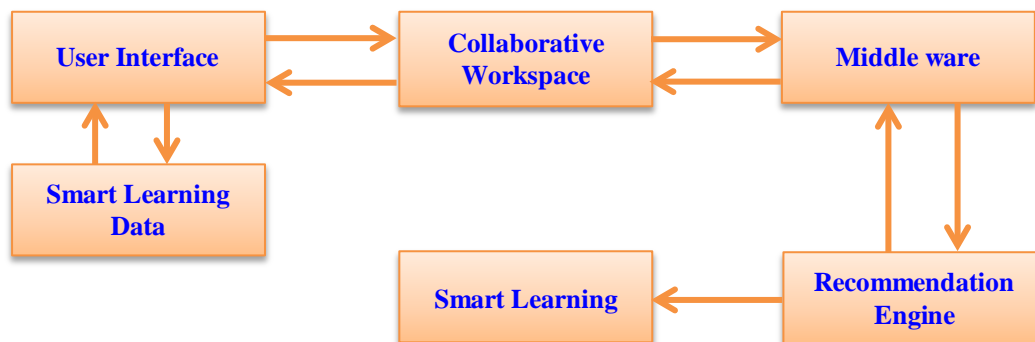 User Interface
Collaborative
Workspace
Middle ware
Smart Learning
Data
Smart Learning
Recommendation
Engine